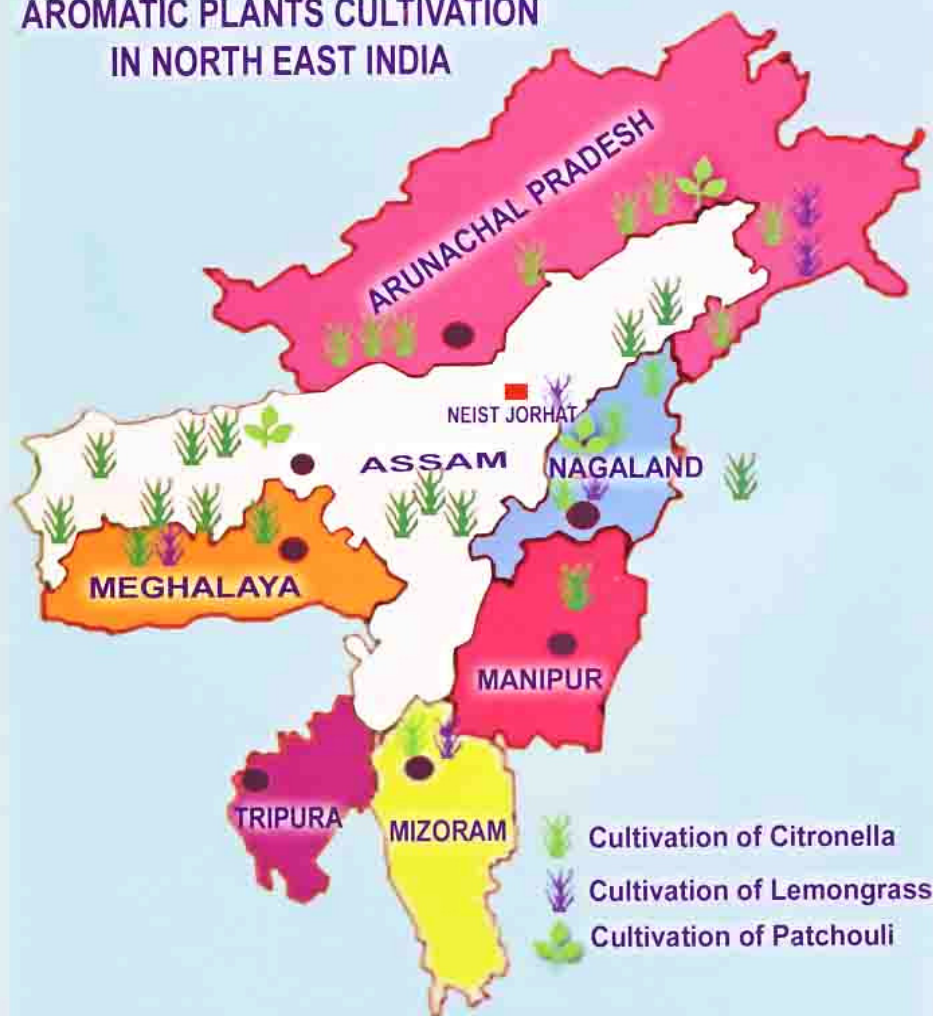 AROMATIC PLANTS CULTIVATION
IN NORTH EAST INDIA
ARUNACHAL PRADESH
NEIST JORHAT
ASSAM
NAGALAND
MEGHALAYA
MANIPUR
TRIPURA
MIZORAM
Cultivation of Citronella
Cultivation of Lemongrass
Cultivation of Patchouli